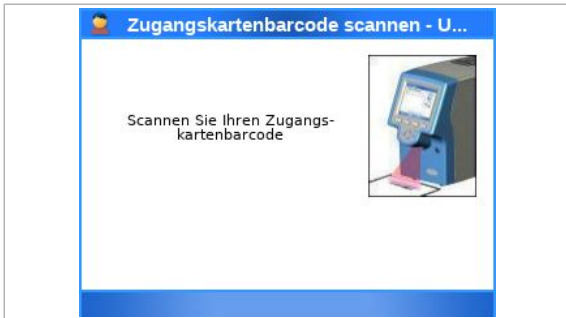 Zugangskartenbarcode scannen - U...
Scannen Sie Ihren Zugangs-
kartenbarcode